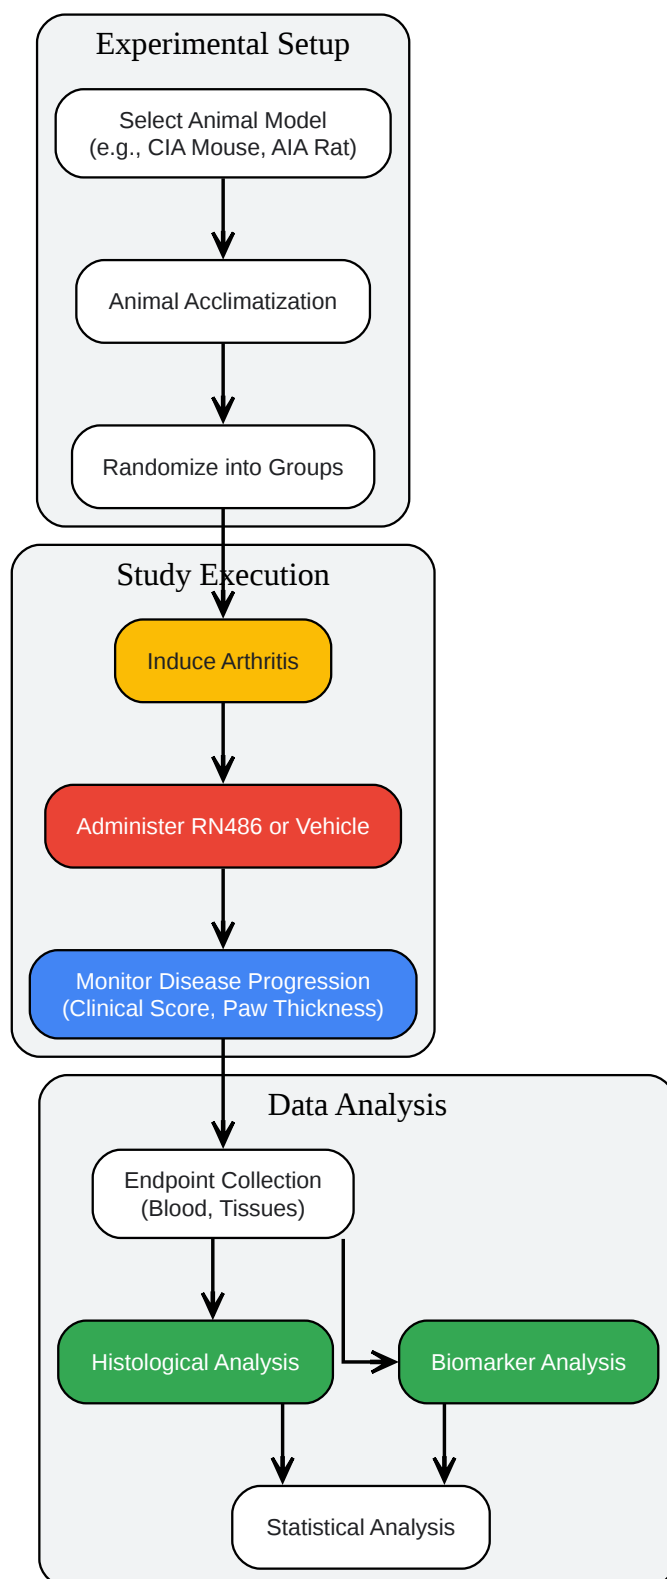 Experimental Setup
Select Animal Model
(e.g., CIA Mouse, AIA Rat)
Animal Acclimatization
Randomize into Groups
Study Execution
Induce Arthritis
Administer RN486 or Vehicle
Monitor Disease Progression
(Clinical Score, Paw Thickness)
Data Analysis
Endpoint Collection
(Blood, Tissues)
Histological Analysis
Biomarker Analysis
Statistical Analysis